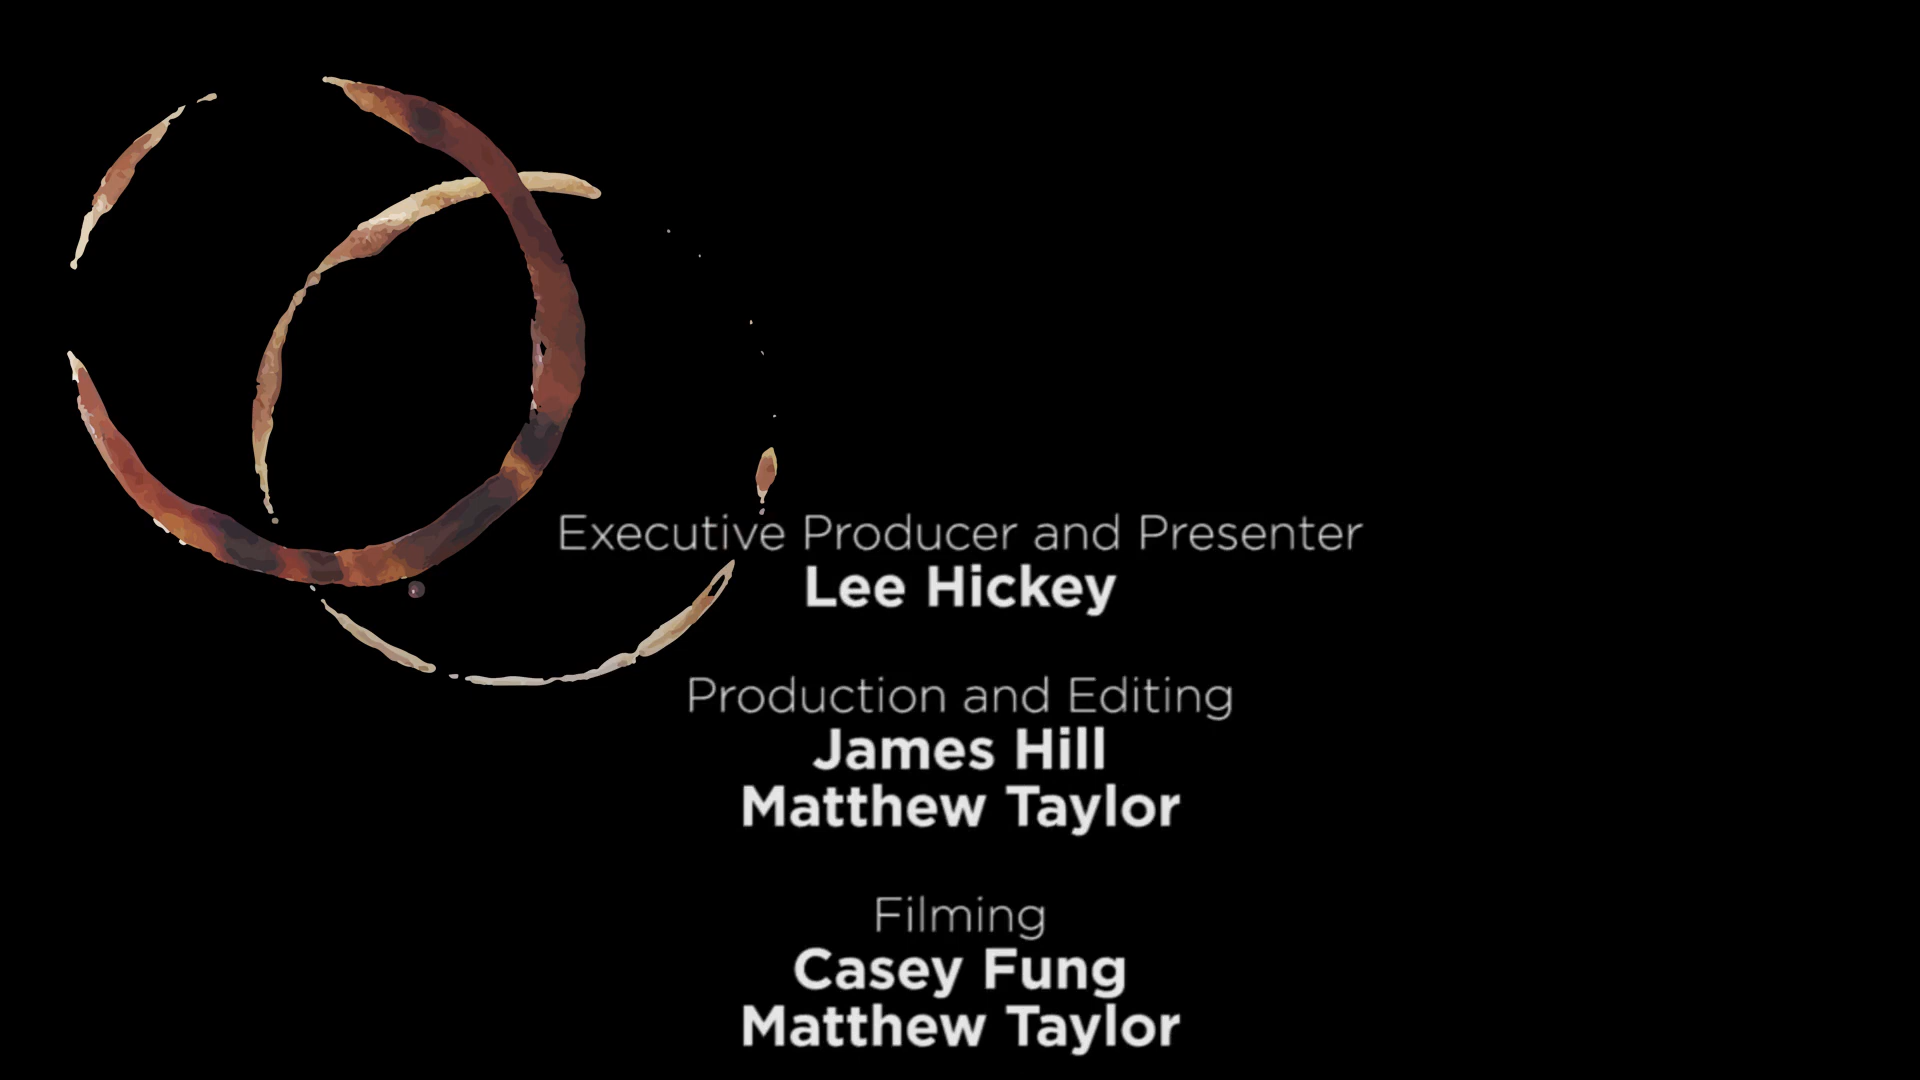 Executive Producer and Presenter
Lee Hickey
Production and Editing
James Hill
Matthew Taylor
Filming
Casey Fung
Matthew Taylor